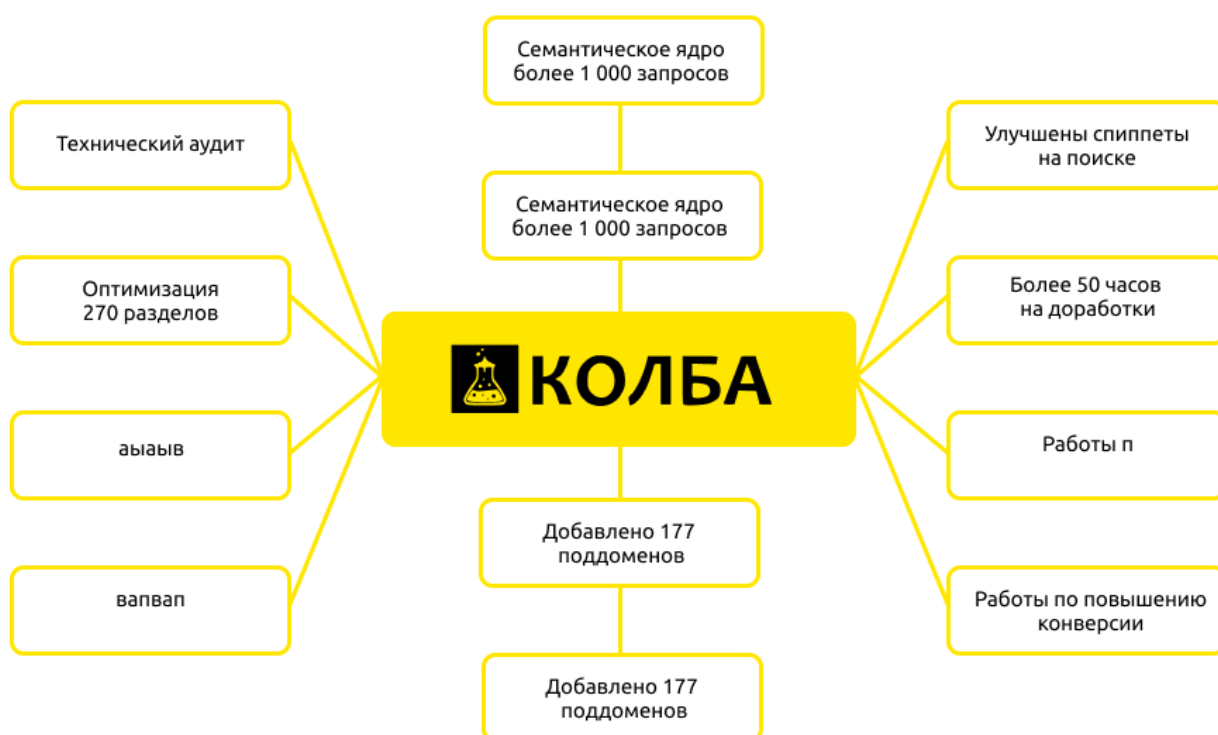 Семантическое ядро
более 1 000 запросов
Технический аудит
Улучшены спиппеты
на поиске
Семантическое ядро
более 1 000 запросов
Оптимизация
270 разделов
Более 50 часов
на доработки
КОЛБА
аыаыв
Работы п
Добавлено 177
поддоменов
вапвап
Работы по повышению
конверсии
Добавлено 177
поддоменов